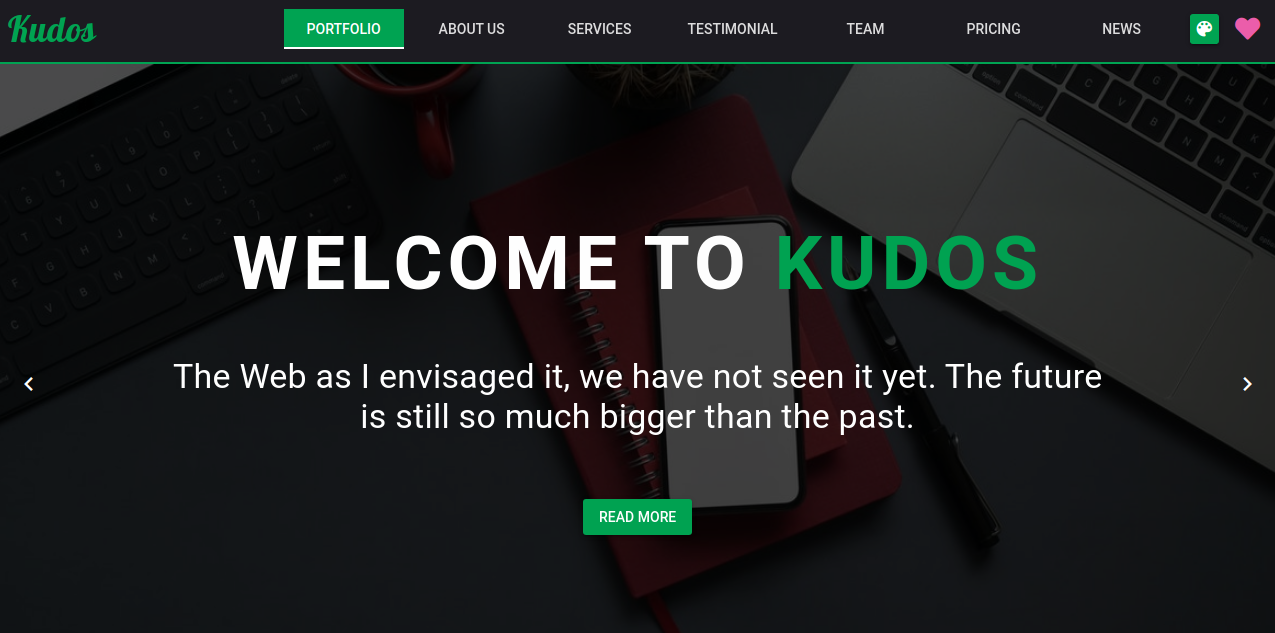 Kudos
PORTFOLIO
ABOUT US
SERVICES
TESTIMONIAL
TEAM
PRICING
NEWS
WELCOME TO KUDOS
The Web as I envisaged it, we have not seen it yet. The future
is still so much bigger than the past.
READ MORE